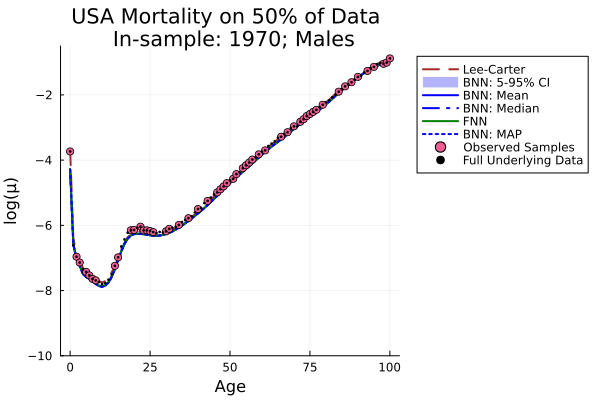 USA Mortality on 50% of Data
In-sample: 1970; Males
log(μ)
−2
−4
−6
−8
−10
0
25
50
75
100
Age
Lee-Carter
BNN: 5-95% CI
BNN: Mean
BNN: Median
FNN
BNN: MAP
Observed Samples
Full Underlying Data